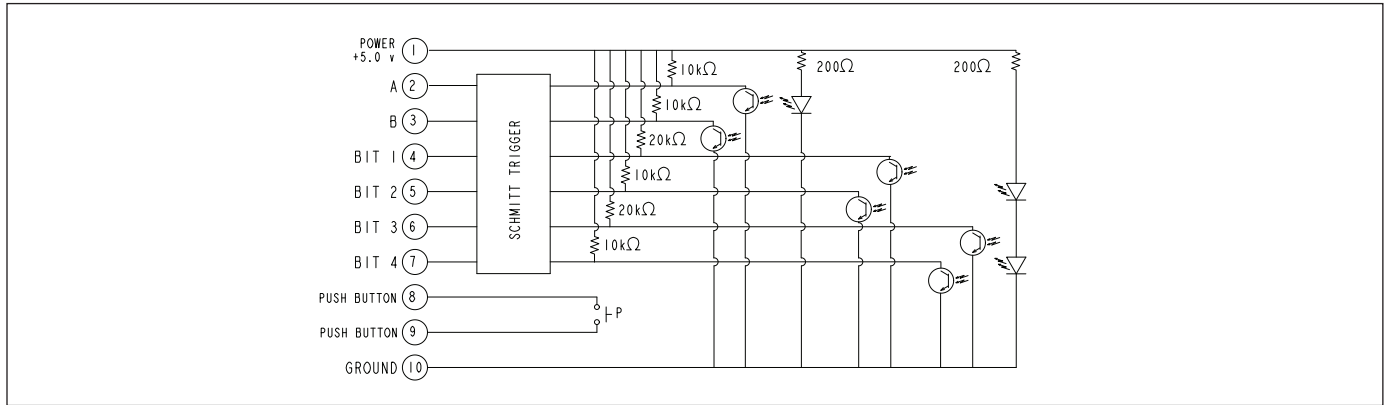 POWER
+5.0 v
1
A 2
B 3
BIT 1 4
BIT 2 5
BIT 3 6
BIT 4 7
PUSH BUTTON 8
PUSH BUTTON 9
GROUND 10
SCHMITT TRIGGER
10kΩ
10kΩ
20kΩ
10kΩ
20kΩ
10kΩ
P
200Ω
200Ω